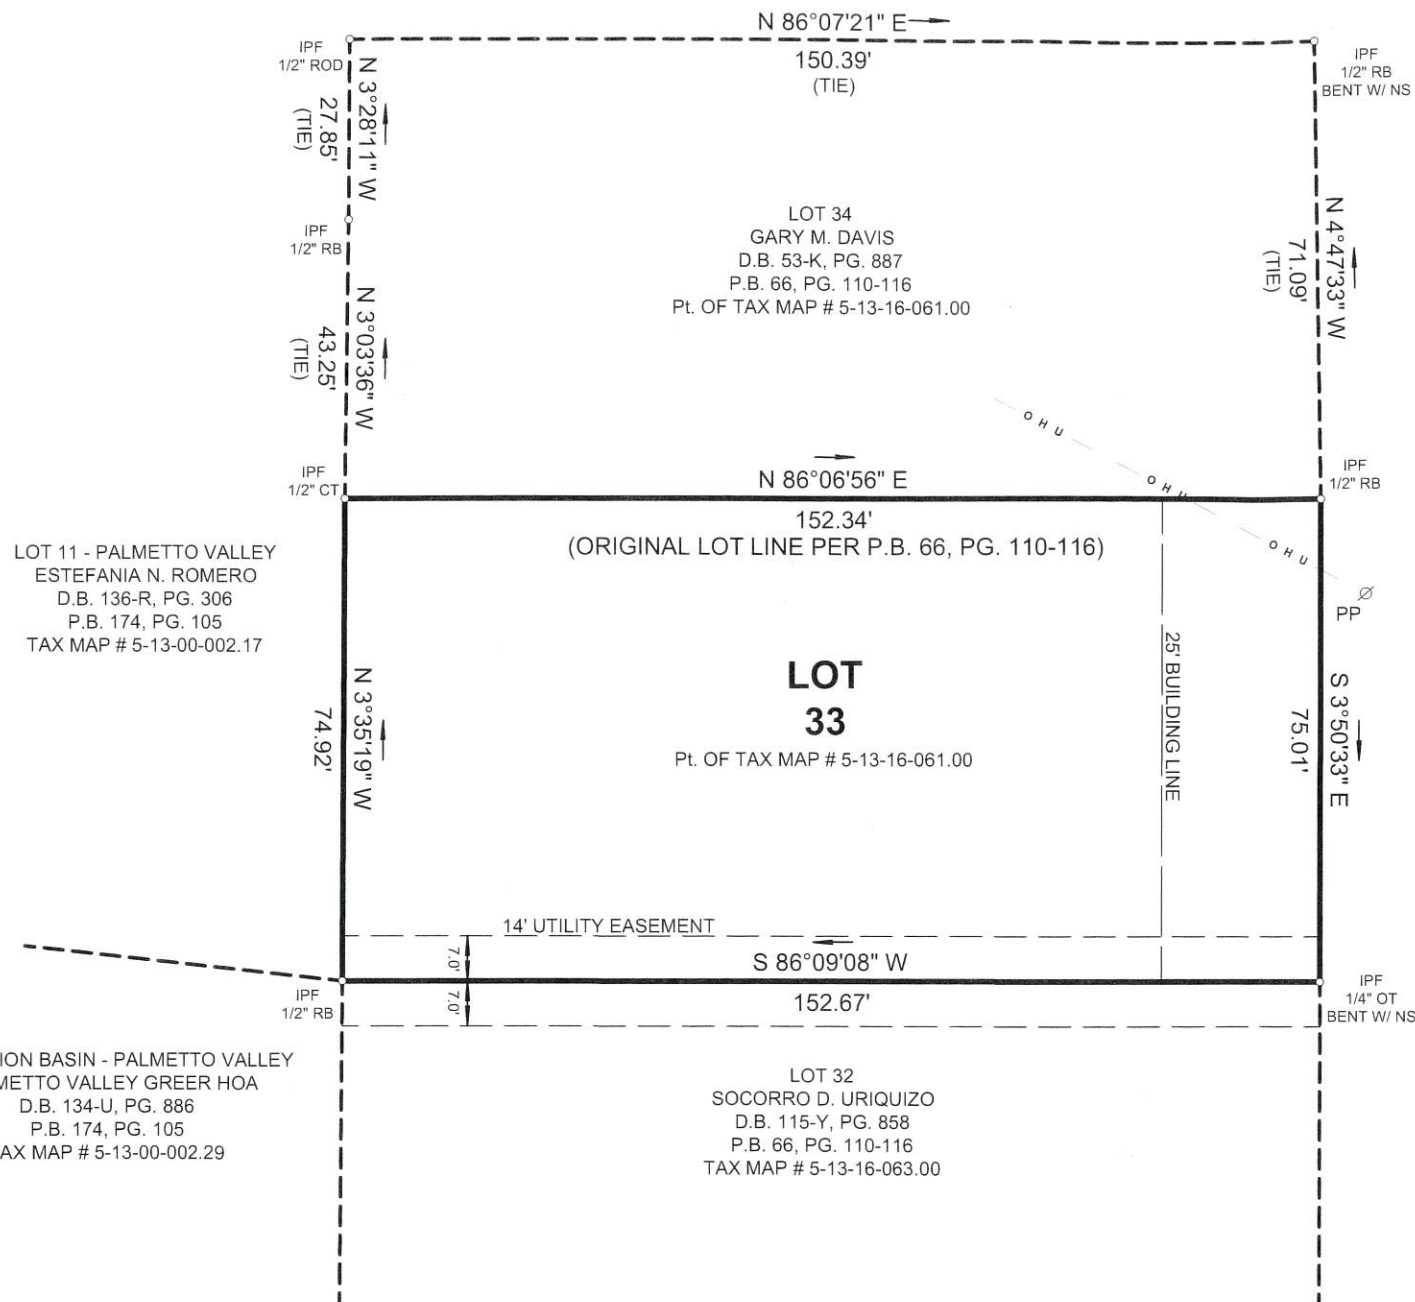 N 86°07'21" E
150.39'
(TIE)
IPF
1/2" ROD
IPF
1/2" RB
BENT W/ NS
N 3°28'11" W
27.85'
(TIE)
IPF
1/2" RB
LOT 34
GARY M. DAVIS
D.B. 53-K, PG. 887
P.B. 66, PG. 110-116
Pt. OF TAX MAP # 5-13-16-061.00
N 4°47'33" W
71.09'
(TIE)
N 3°03'36" W
43.25'
(TIE)
OHU
OHU
OHU
IPF
1/2" CT
N 86°06'56" E
152.34'
(ORIGINAL LOT LINE PER P.B. 66, PG. 110-116)
IPF
1/2" RB
LOT 11 - PALMETTO VALLEY
ESTEFANIA N. ROMERO
D.B. 136-R, PG. 306
P.B. 174, PG. 105
TAX MAP # 5-13-00-002.17
PP
LOT
33
Pt. OF TAX MAP # 5-13-16-061.00
N 3°35'19" W
74.92'
25' BUILDING LINE
S 3°50'33" E
75.01'
14' UTILITY EASEMENT
7.0'
7.0'
S 86°09'08" W
152.67'
IPF
1/2" RB
IPF
1/4" OT
BENT W/ NS
ION BASIN - PALMETTO VALLEY
METTO VALLEY GREER HOA
D.B. 134-U, PG. 886
P.B. 174, PG. 105
AX MAP # 5-13-00-002.29
LOT 32
SOCORRO D. URIQUIZO
D.B. 115-Y, PG. 858
P.B. 66, PG. 110-116
TAX MAP # 5-13-16-063.00